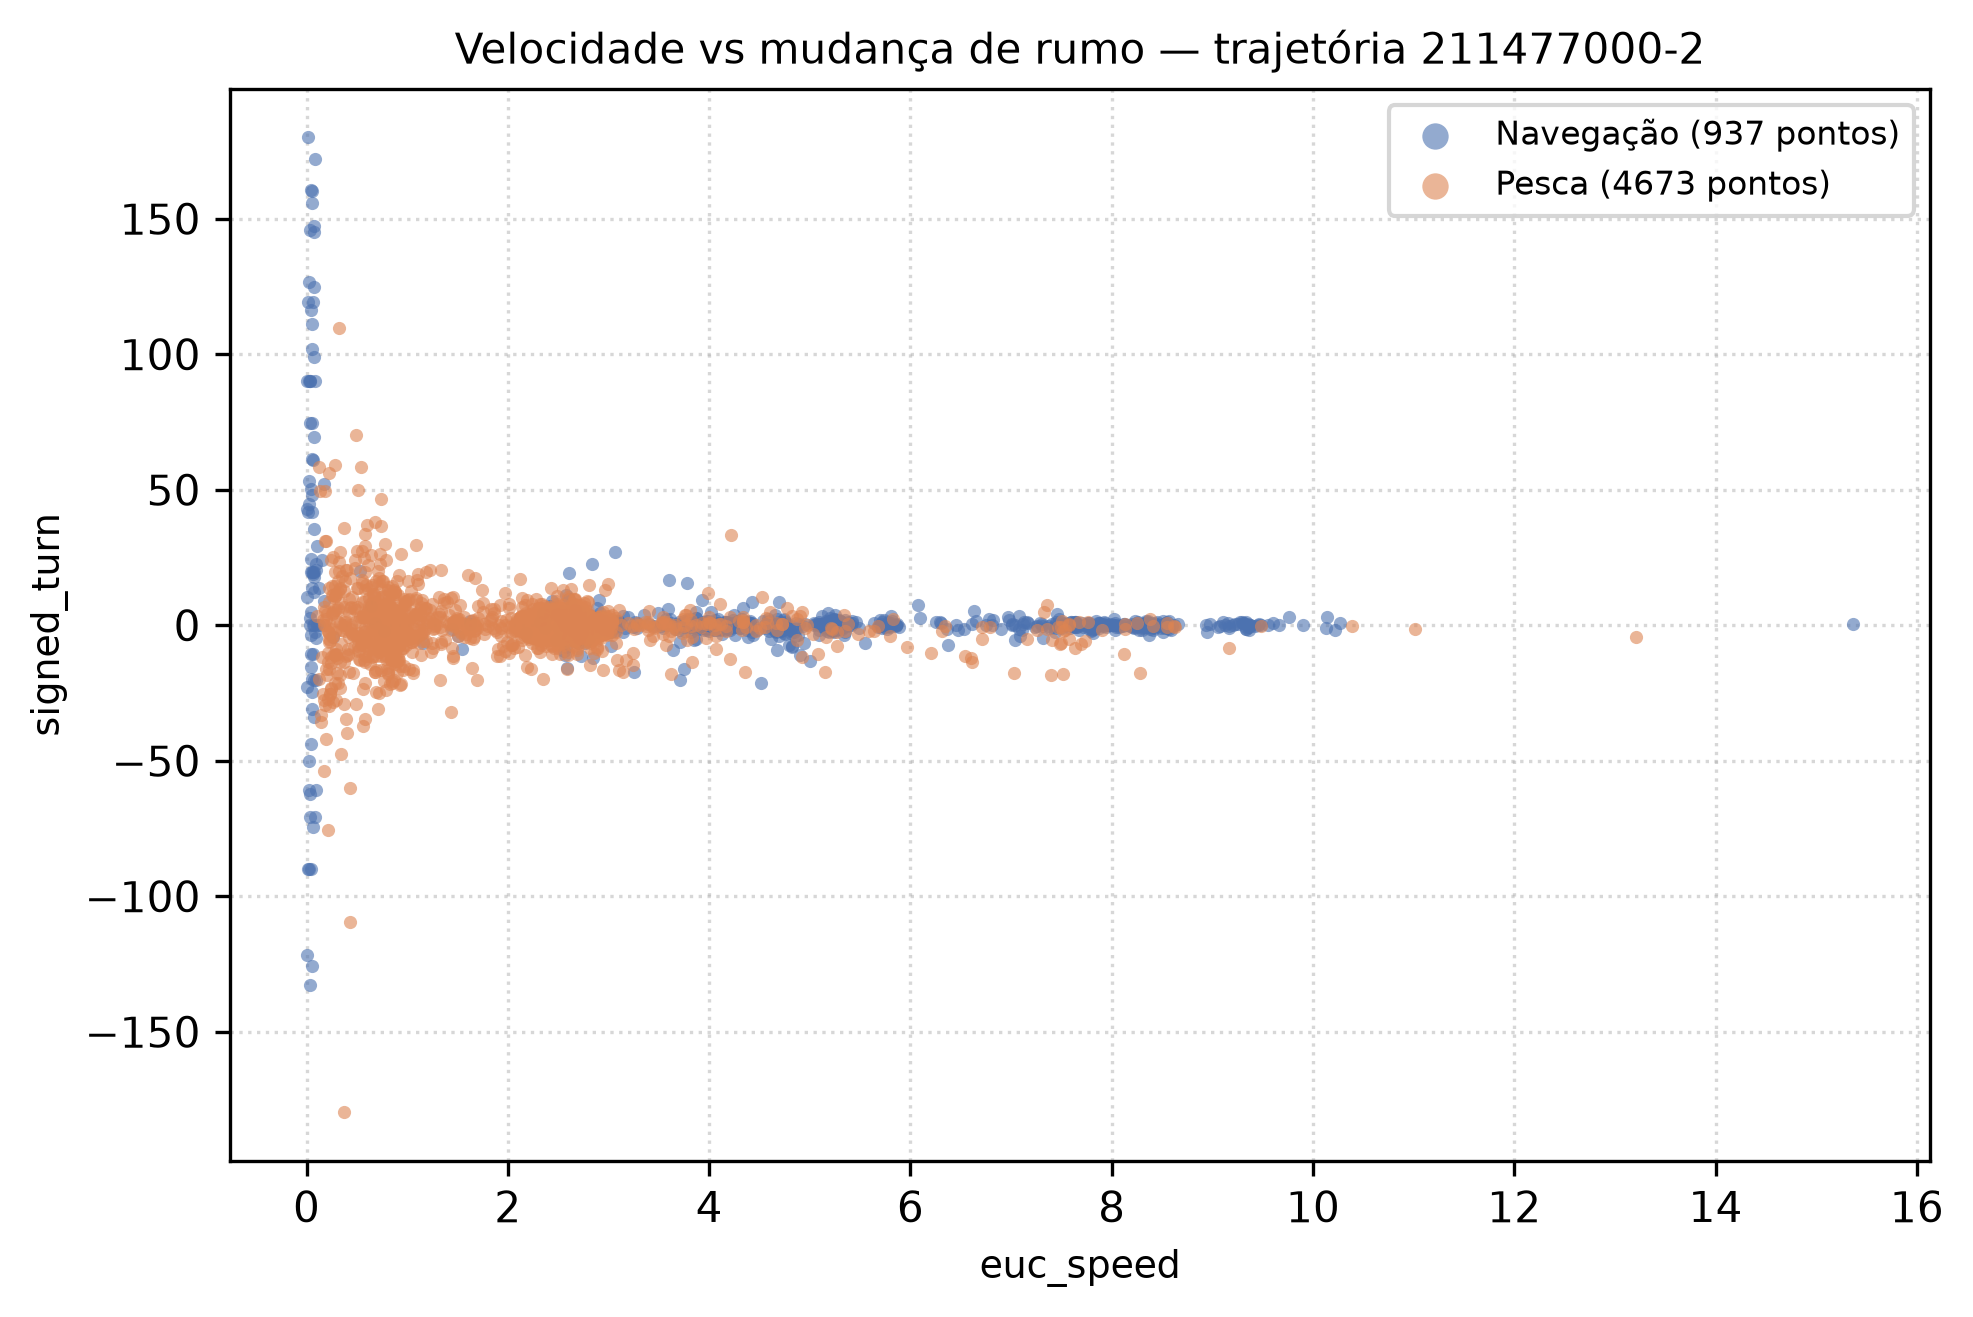 Velocidade vs mudança de rumo — trajetória 211477000-2
Navegação (937 pontos)
Pesca (4673 pontos)
150
100
50
0
−50
−100
−150
signed_turn
0 2 4 6 8 10 12 14 16
euc_speed